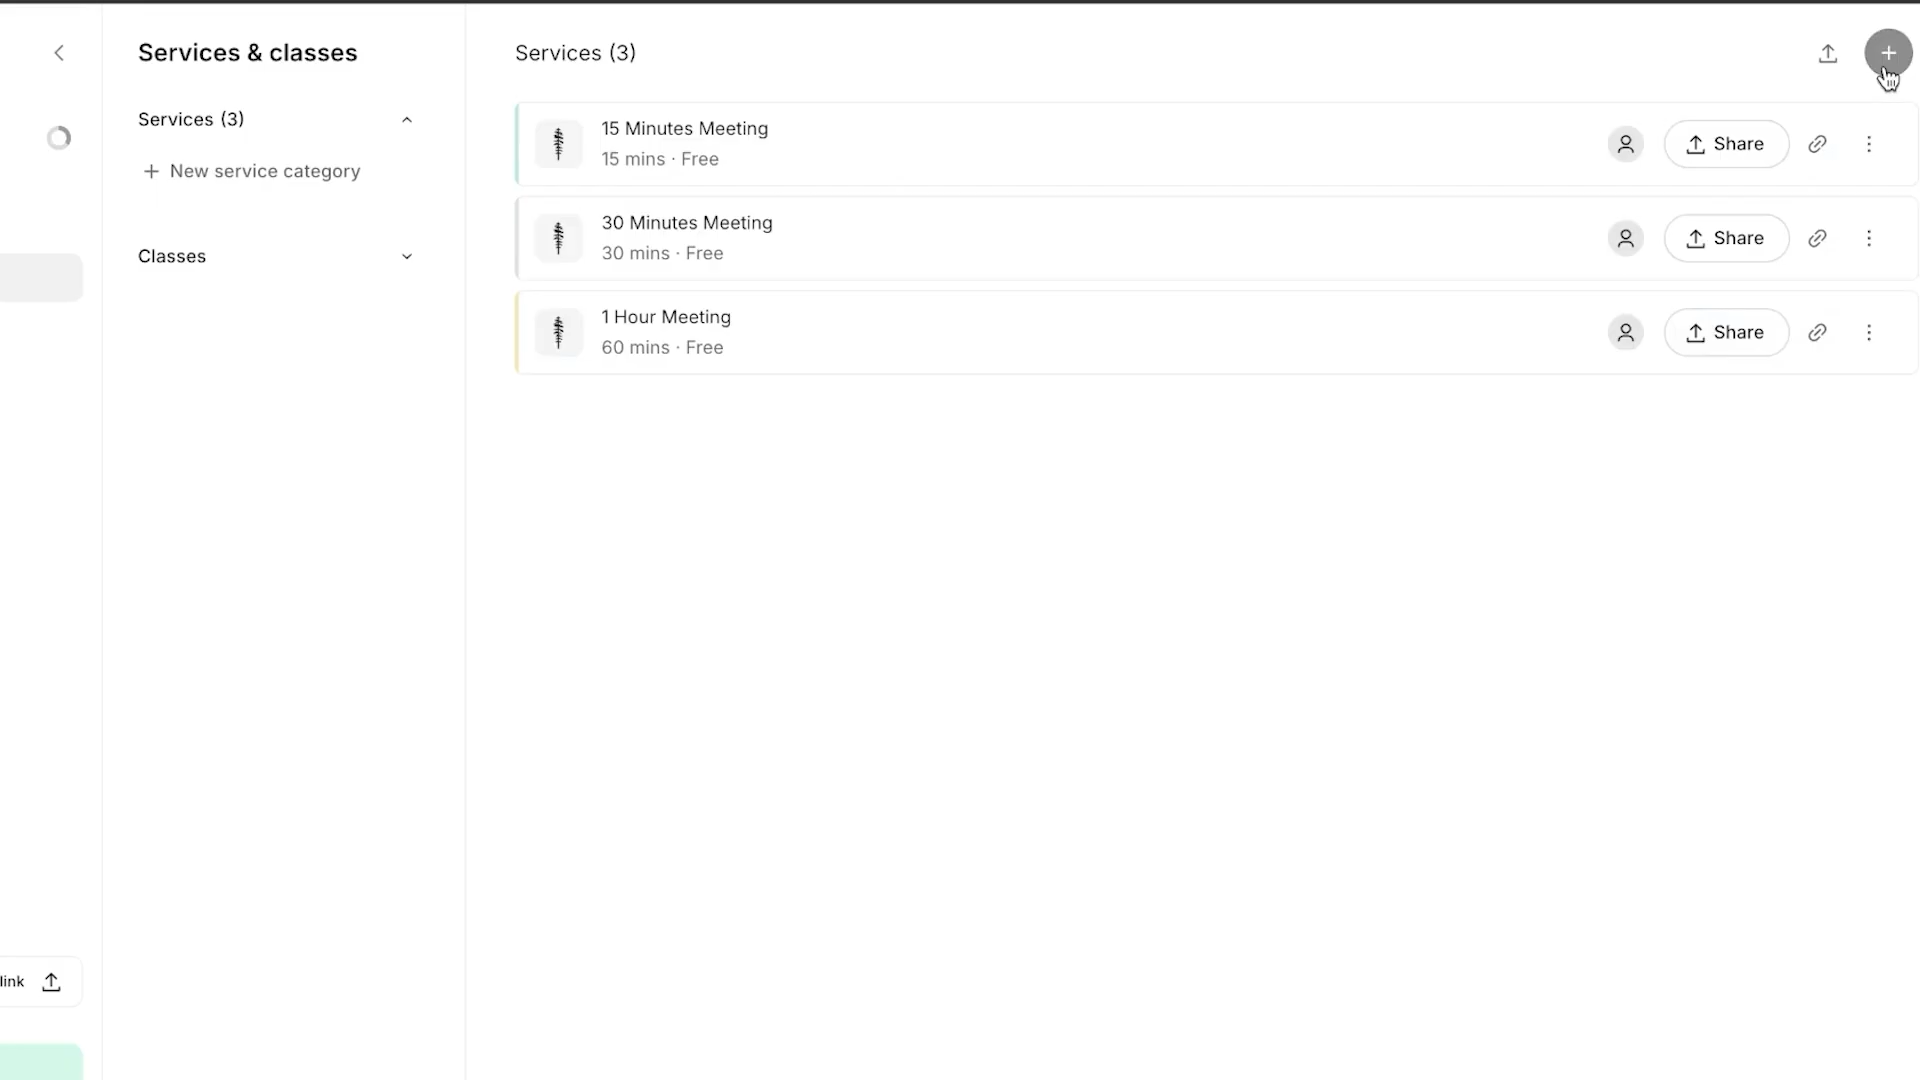 Services & classes
Services (3)
New service category
Classes
link
Services (3)
15 Minutes Meeting
15 mins · Free
Share
30 Minutes Meeting
30 mins · Free
Share
1 Hour Meeting
60 mins · Free
Share